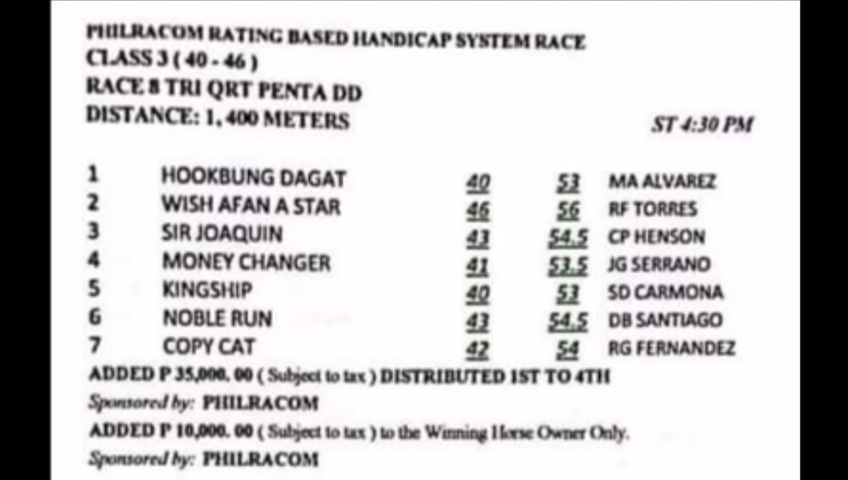 PHILRACOM RATING BASED HANDICAP SYSTEM RACE
CLASS 3 ( 40 - 46 )
RACE 8 TRI QRT PENTA DD
DISTANCE: 1, 400 METERS ST 4:30 PM
1 HOOKBUNG DAGAT 40 53 MA ALVAREZ
2 WISH AFAN A STAR 46 56 RF TORRES
3 SIR JOAQUIN 43 54.5 CP HENSON
4 MONEY CHANGER 41 53.5 JG SERRANO
5 KINGSHIP 40 53 SD CARMONA
6 NOBLE RUN 43 54.5 DB SANTIAGO
7 COPY CAT 42 54 RG FERNANDEZ
ADDED P 35,000. 00 ( Subject to tax ) DISTRIBUTED 1ST TO 4TH
Sponsored by: PHILRACOM
ADDED P 10,000. 00 ( Subject to tax ) to the Winning Horse Owner Only.
Sponsored by: PHILRACOM